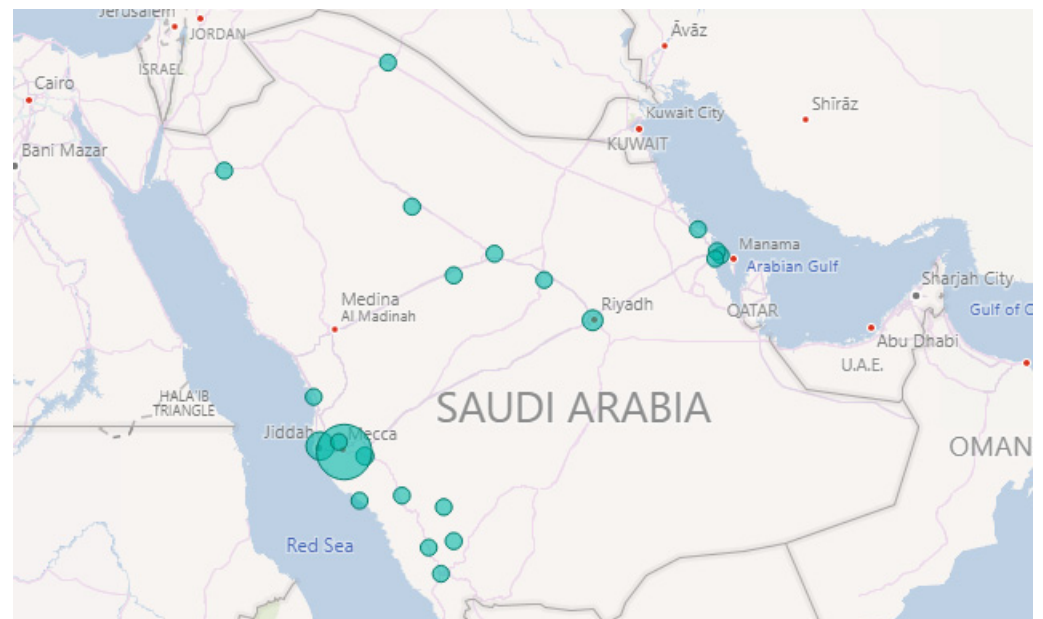 Jerusalem
JORDAN
ISRAEL
Āvāz
Cairo
Kuwait City
Shīrāz
KUWAIT
Bani Mazar
Manama
Arabian Gulf
Sharjah City
Medina
Al Madinah
Riyadh
QATAR
Gulf of O
Abu Dhabi
U.A.E.
HALA'IB
TRIANGLE
SAUDI ARABIA
Jiddah
Mecca
OMAN
Red Sea